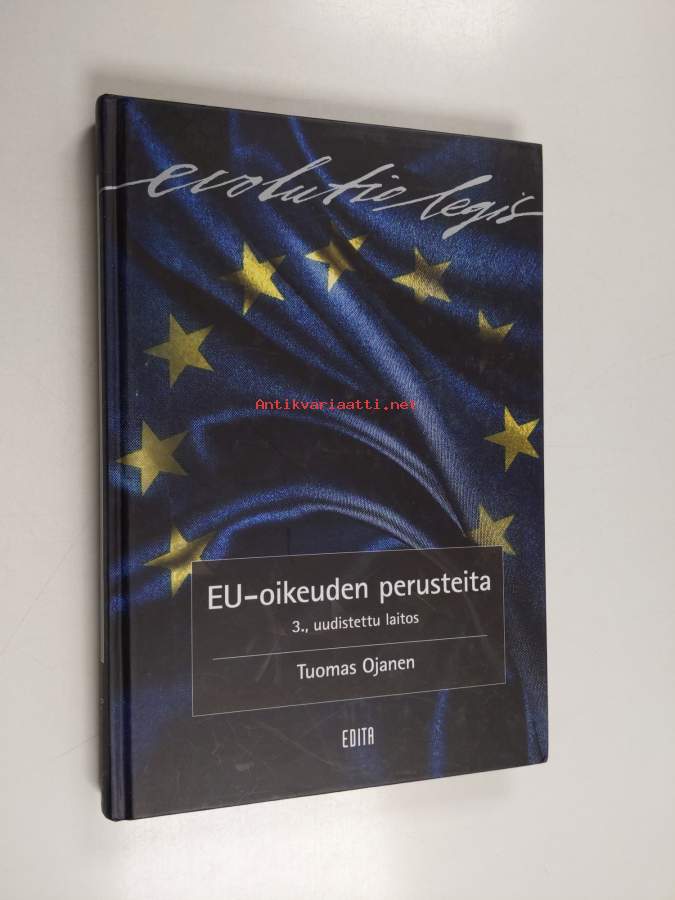 evolutio legis
Antikvariaatti.net
EU-oikeuden perusteita
3., uudistettu laitos
Tuomas Ojanen
EDITA